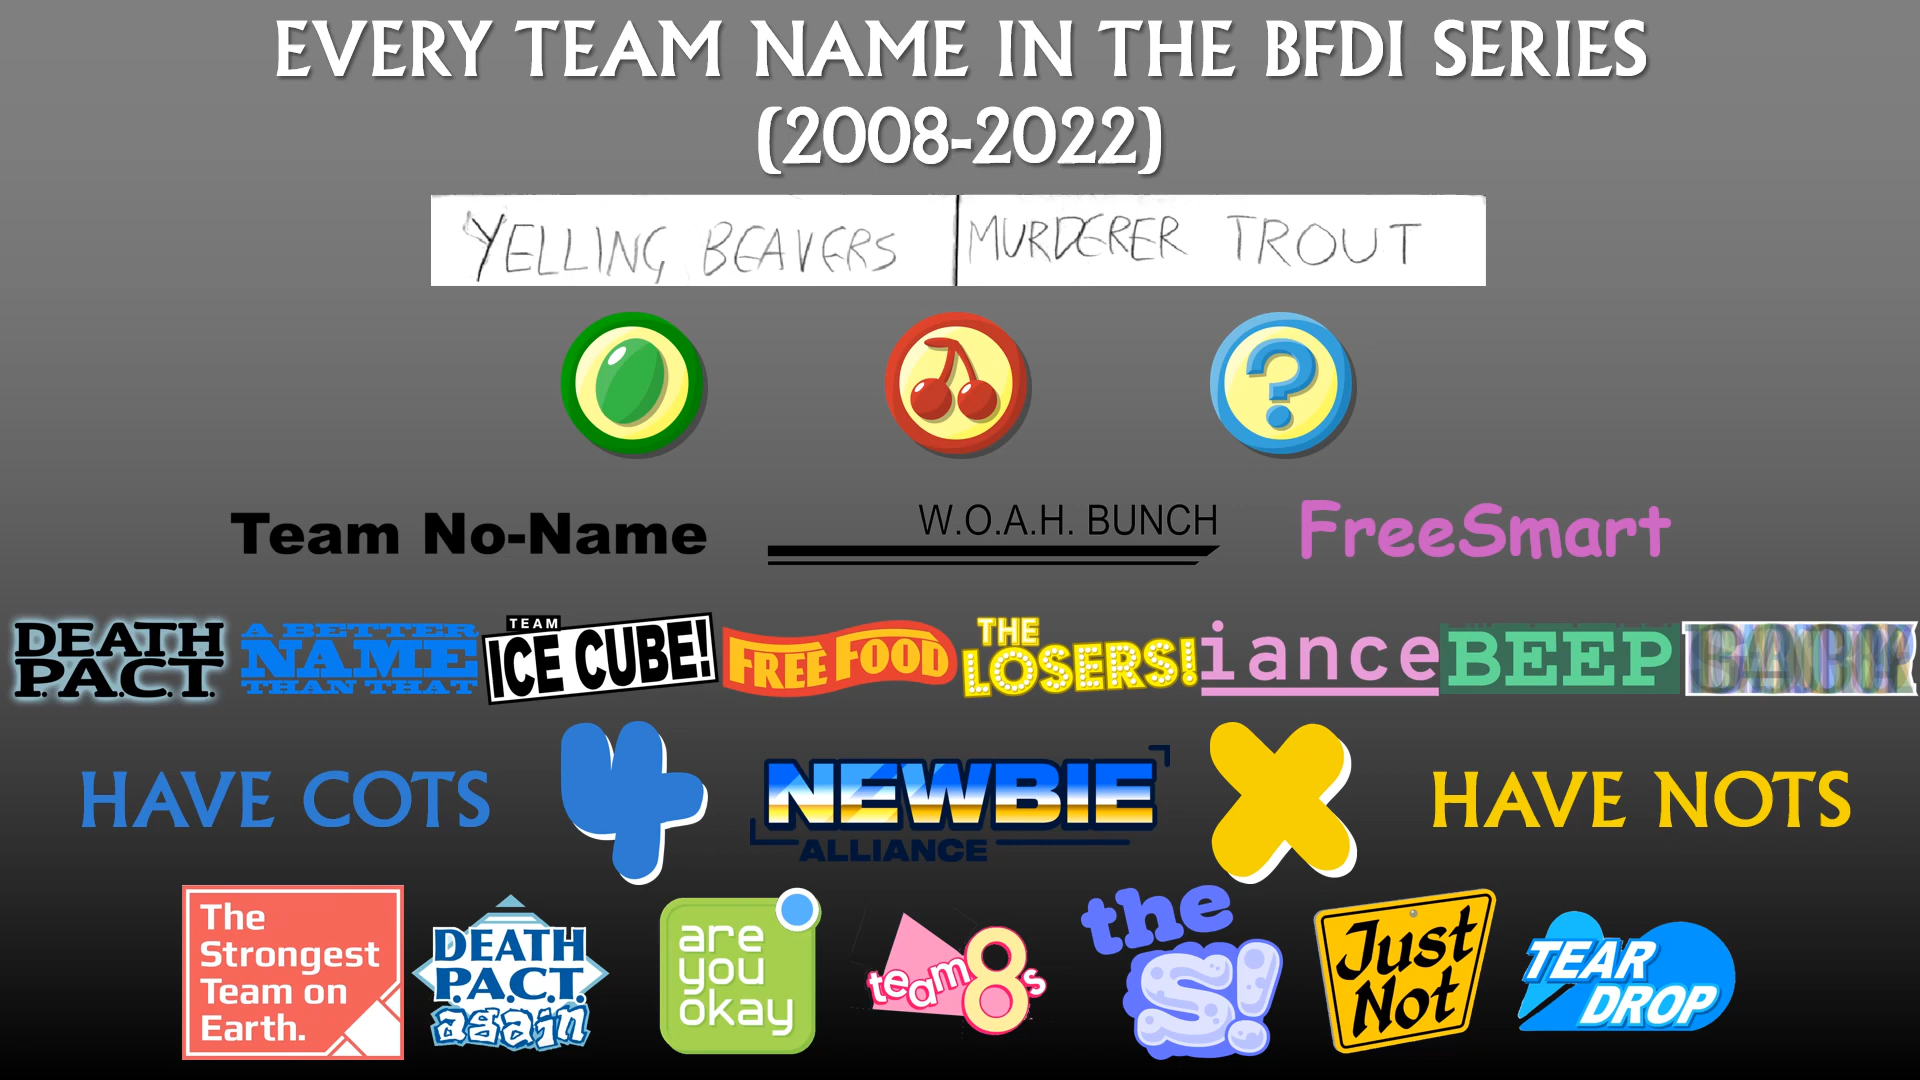 EVERY TEAM NAME IN THE BFDI SERIES
(2008-2022)
YELLING BEAVERS MURDERER TROUT
?
Team No-Name W.O.A.H. BUNCH FreeSmart
DEATH P.A.C.T.
A BETTER NAME THAN THAT
TEAM ICE CUBE!
FREE FOOD
THE LOSERS!
iance
BEEP
HAVE COTS 4
NEWBIE
ALLIANCE
X HAVE NOTS
The
Strongest
Team on
Earth.
DEATH
P.A.C.T.
again
are
you
okay
team8s
the
S!
Just
Not
TEAR
DROP